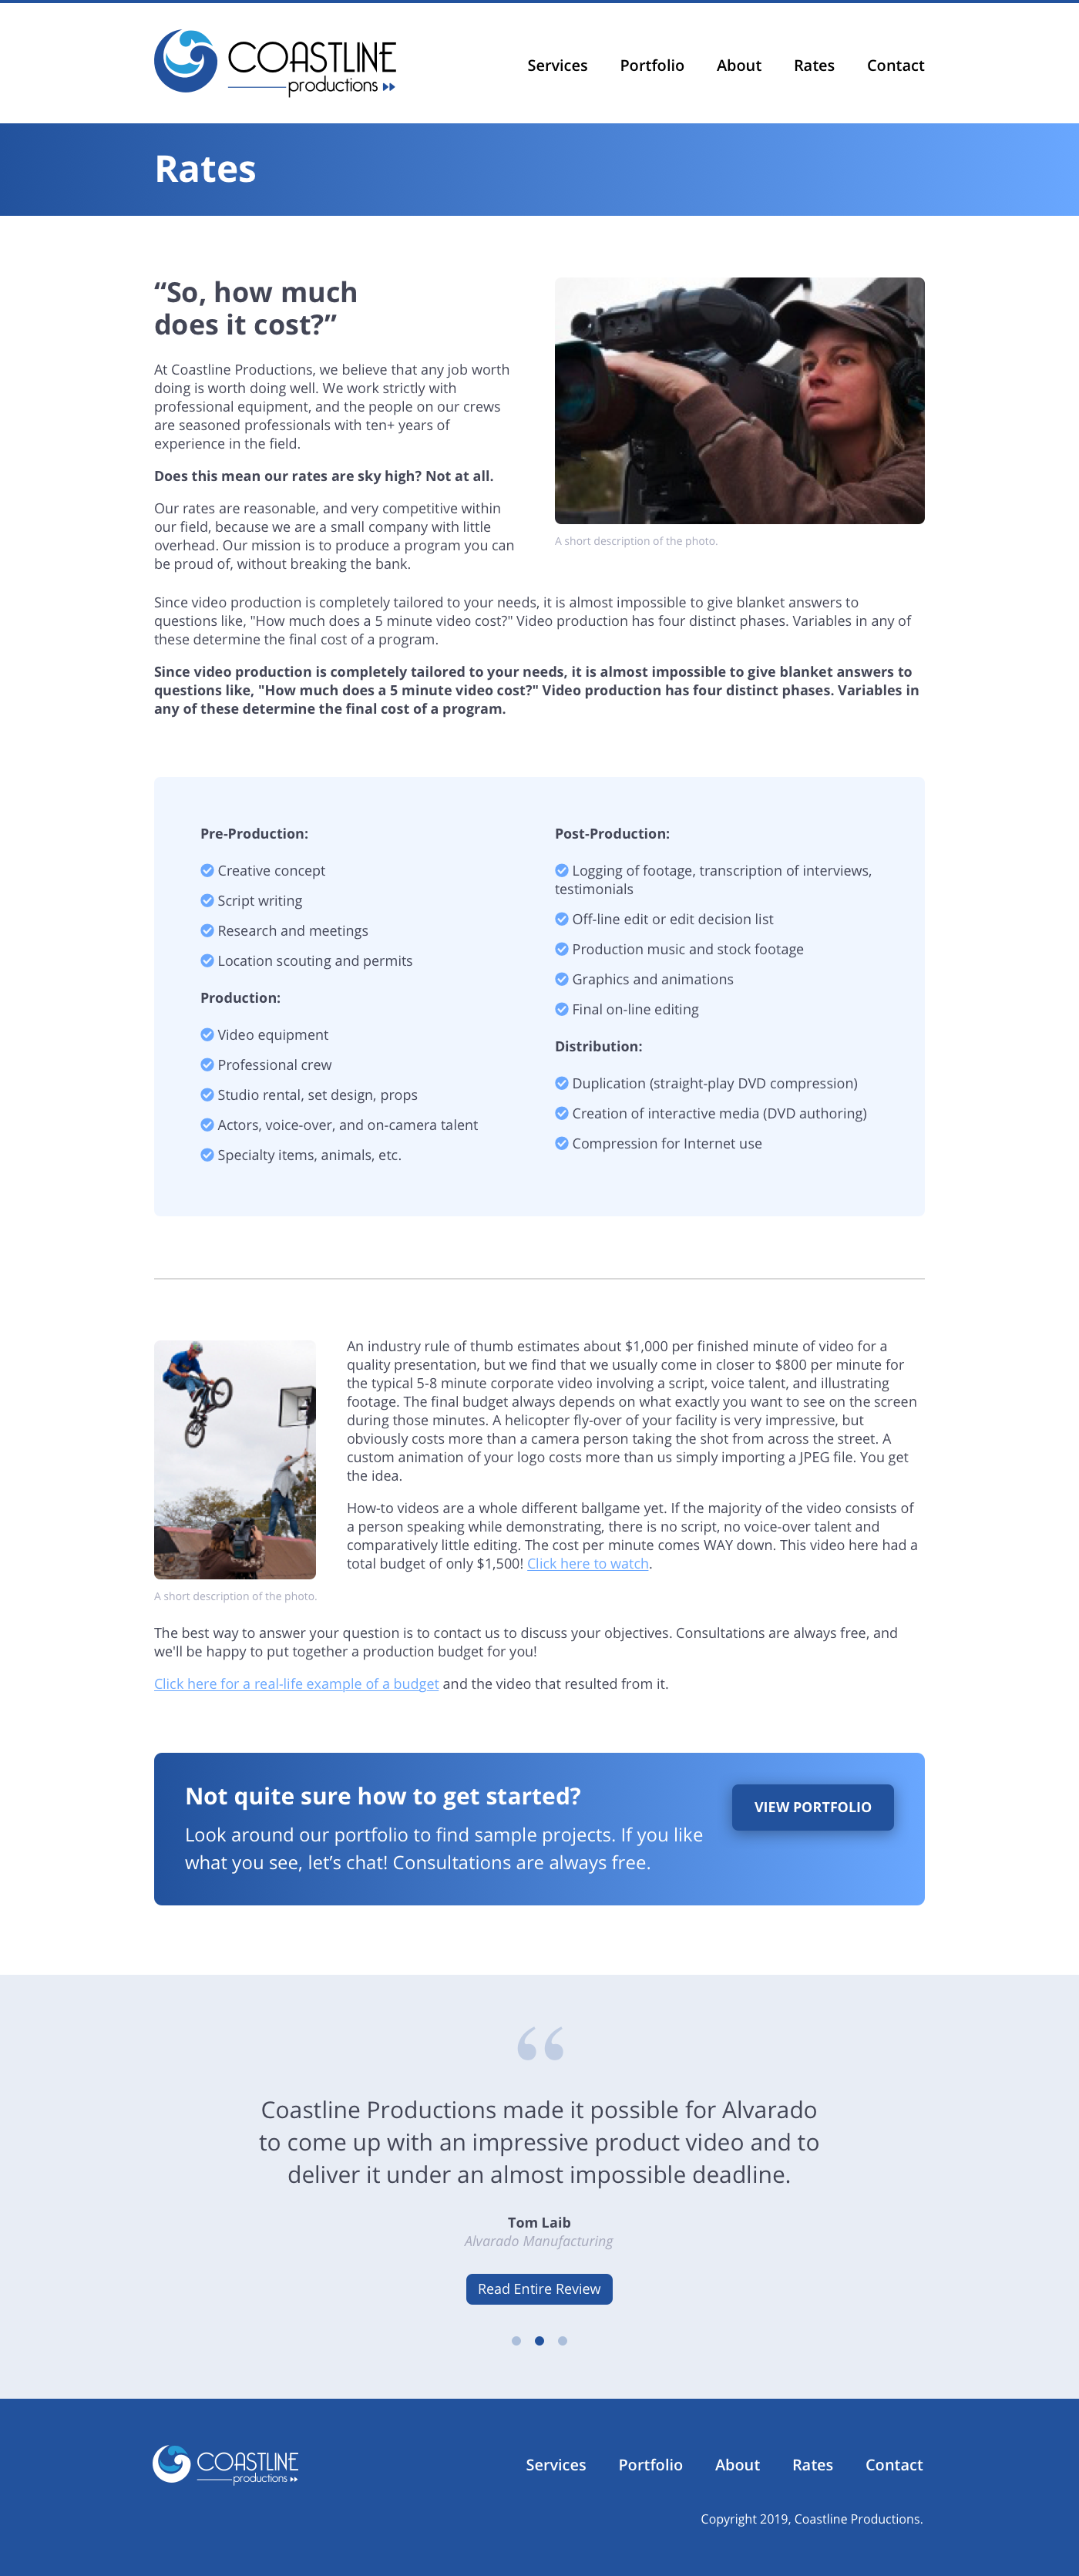 COASTLINE
productions
Services Portfolio About Rates Contact
Rates
“So, how much
does it cost?”
At Coastline Productions, we believe that any job worth
doing is worth doing well. We work strictly with
professional equipment, and the people on our crews
are seasoned professionals with ten+ years of
experience in the field.
Does this mean our rates are sky high? Not at all.
Our rates are reasonable, and very competitive within
our field, because we are a small company with little
overhead. Our mission is to produce a program you can
be proud of, without breaking the bank.
A short description of the photo.
Since video production is completely tailored to your needs, it is almost impossible to give blanket answers to
questions like, "How much does a 5 minute video cost?" Video production has four distinct phases. Variables in any of
these determine the final cost of a program.
Since video production is completely tailored to your needs, it is almost impossible to give blanket answers to
questions like, "How much does a 5 minute video cost?" Video production has four distinct phases. Variables in
any of these determine the final cost of a program.
Pre-Production:
Creative concept
Script writing
Research and meetings
Location scouting and permits
Production:
Video equipment
Professional crew
Studio rental, set design, props
Actors, voice-over, and on-camera talent
Specialty items, animals, etc.
Post-Production:
Logging of footage, transcription of interviews,
testimonials
Off-line edit or edit decision list
Production music and stock footage
Graphics and animations
Final on-line editing
Distribution:
Duplication (straight-play DVD compression)
Creation of interactive media (DVD authoring)
Compression for Internet use
An industry rule of thumb estimates about $1,000 per finished minute of video for a
quality presentation, but we find that we usually come in closer to $800 per minute for
the typical 5-8 minute corporate video involving a script, voice talent, and illustrating
footage. The final budget always depends on what exactly you want to see on the screen
during those minutes. A helicopter fly-over of your facility is very impressive, but
obviously costs more than a camera person taking the shot from across the street. A
custom animation of your logo costs more than us simply importing a JPEG file. You get
the idea.
How-to videos are a whole different ballgame yet. If the majority of the video consists of
a person speaking while demonstrating, there is no script, no voice-over talent and
comparatively little editing. The cost per minute comes WAY down. This video here had a
total budget of only $1,500! Click here to watch.
A short description of the photo.
The best way to answer your question is to contact us to discuss your objectives. Consultations are always free, and
we'll be happy to put together a production budget for you!
Click here for a real-life example of a budget and the video that resulted from it.
Not quite sure how to get started?
Look around our portfolio to find sample projects. If you like
what you see, let’s chat! Consultations are always free.
VIEW PORTFOLIO
“
Coastline Productions made it possible for Alvarado
to come up with an impressive product video and to
deliver it under an almost impossible deadline.
Tom Laib
Alvarado Manufacturing
Read Entire Review
COASTLINE
productions
Services Portfolio About Rates Contact
Copyright 2019, Coastline Productions.